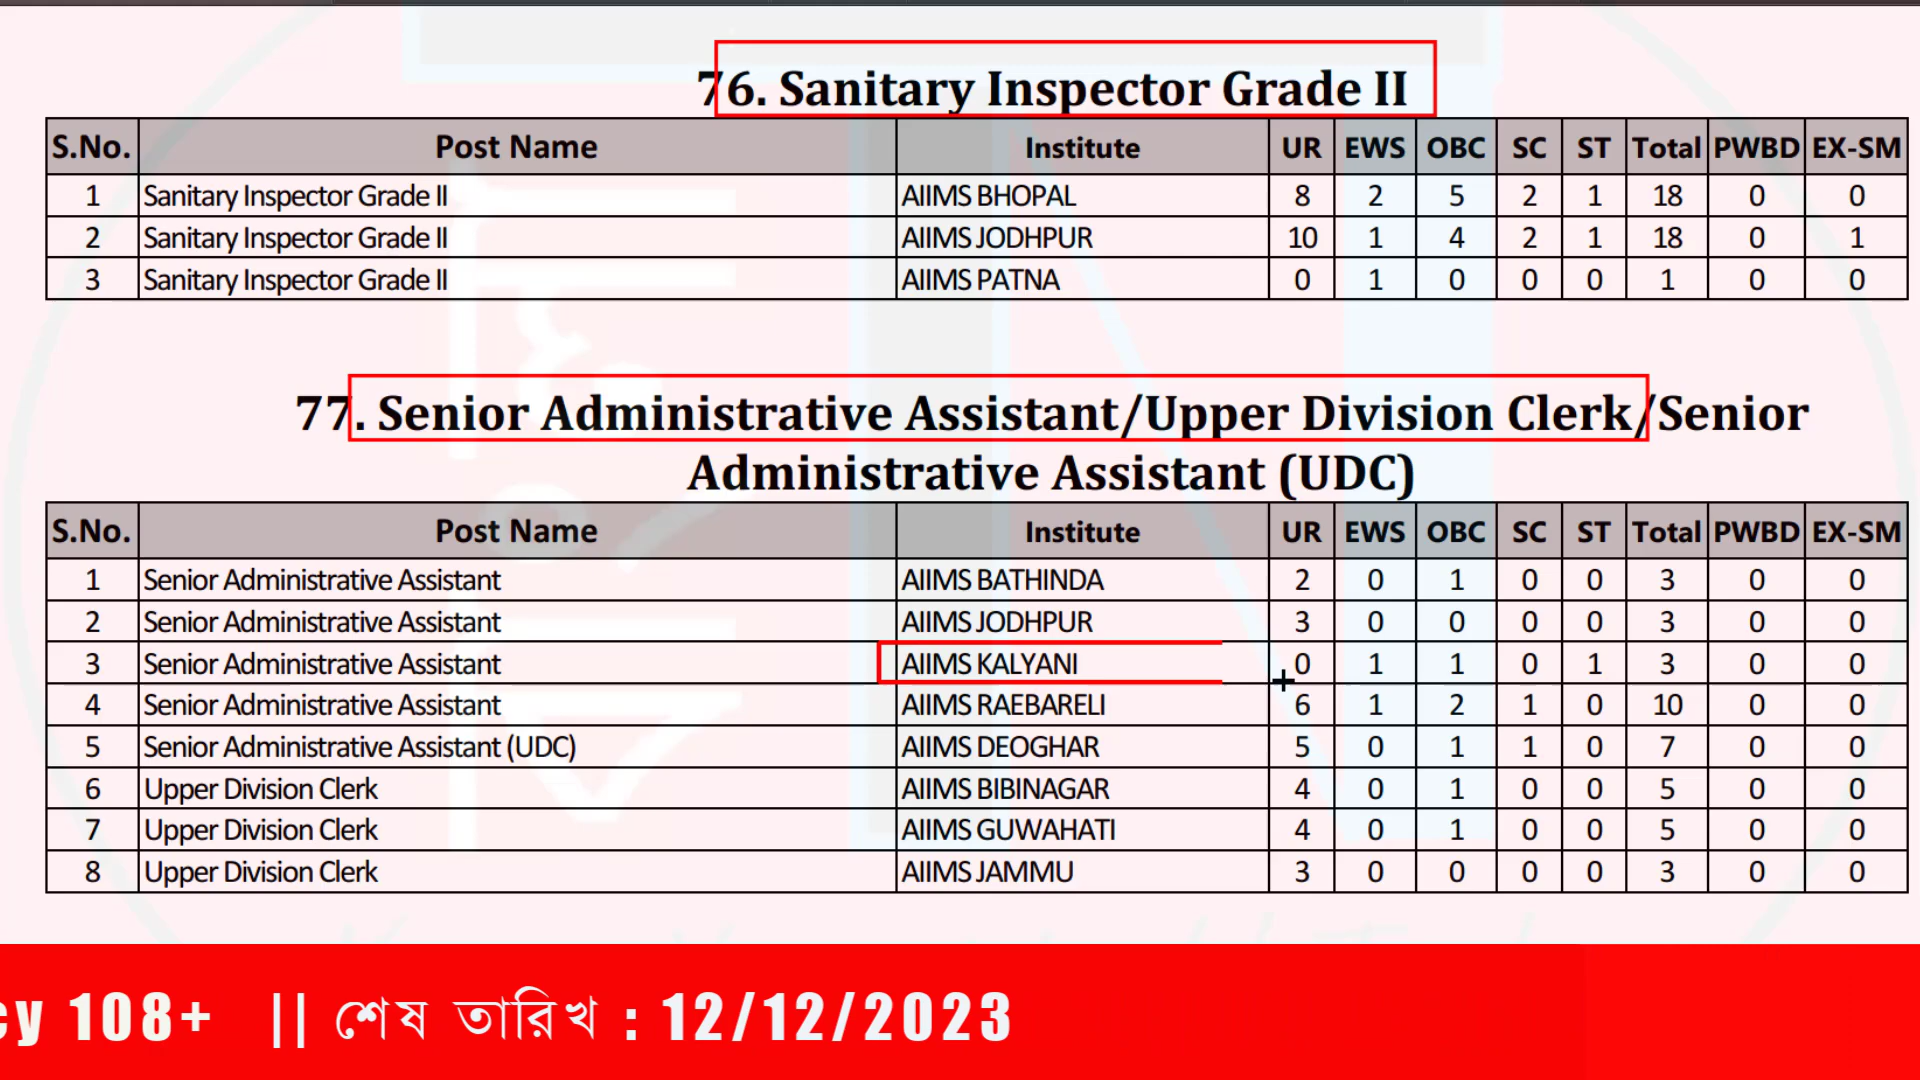 76. Sanitary Inspector Grade II
S.No. Post Name Institute UR EWS OBC SC ST Total PWBD EX-SM
1 Sanitary Inspector Grade II AIIMS BHOPAL 8 2 5 2 1 18 0 0
2 Sanitary Inspector Grade II AIIMS JODHPUR 10 1 4 2 1 18 0 1
3 Sanitary Inspector Grade II AIIMS PATNA 0 1 0 0 0 1 0 0
77. Senior Administrative Assistant/Upper Division Clerk/Senior
Administrative Assistant (UDC)
S.No. Post Name Institute UR EWS OBC SC ST Total PWBD EX-SM
1 Senior Administrative Assistant AIIMS BATHINDA 2 0 1 0 0 3 0 0
2 Senior Administrative Assistant AIIMS JODHPUR 3 0 0 0 0 3 0 0
3 Senior Administrative Assistant AIIMS KALYANI 0 1 1 0 1 3 0 0
4 Senior Administrative Assistant AIIMS RAEBARELI 6 1 2 1 0 10 0 0
5 Senior Administrative Assistant (UDC) AIIMS DEOGHAR 5 0 1 1 0 7 0 0
6 Upper Division Clerk AIIMS BIBINAGAR 4 0 1 0 0 5 0 0
7 Upper Division Clerk AIIMS GUWAHATI 4 0 1 0 0 5 0 0
8 Upper Division Clerk AIIMS JAMMU 3 0 0 0 0 3 0 0
cy 108+ || শেষ তারিখ : 12/12/2023